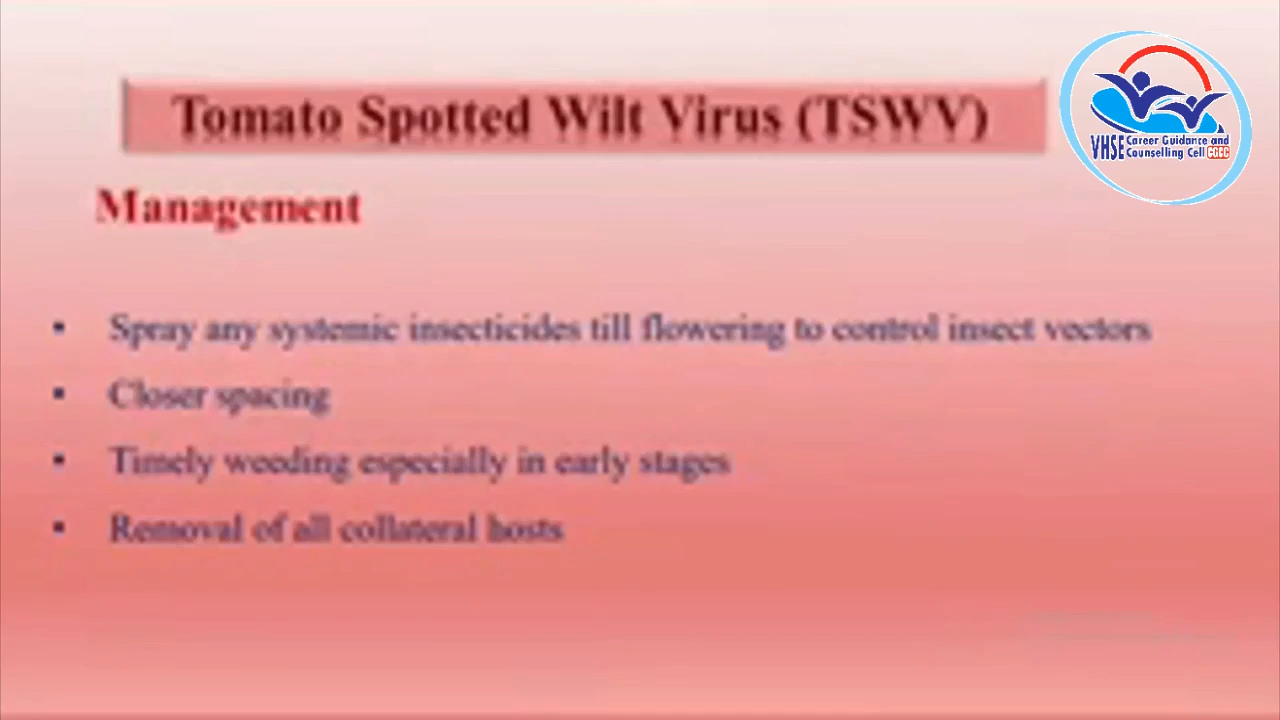 Tomato Spotted Wilt Virus (TSWV)
VHSE Career Guidance and
Counselling Cell CGCC
Management
• Spray any systemic insecticides till flowering to control insect vectors
• Closer spacing
• Timely weeding especially in early stages
• Removal of all collateral hosts